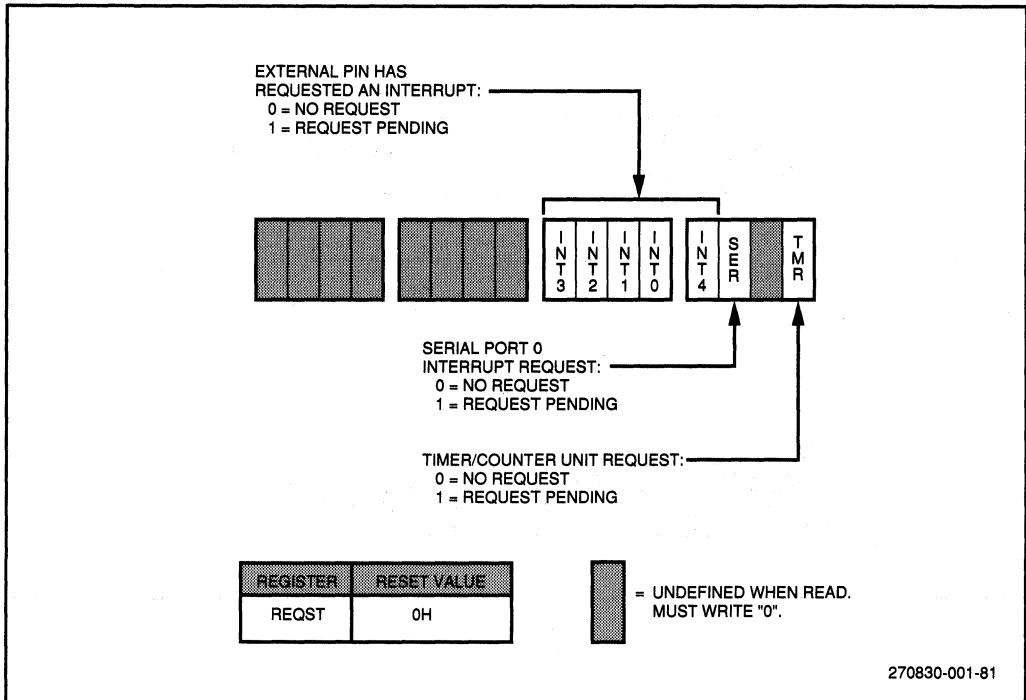 EXTERNAL PIN HAS
REQUESTED AN INTERRUPT:
0 = NO REQUEST
1 = REQUEST PENDING
INT3 INT2 INT1 INT0 INT4 SER TMR
SERIAL PORT 0
INTERRUPT REQUEST:
0 = NO REQUEST
1 = REQUEST PENDING
TIMER/COUNTER UNIT REQUEST:
0 = NO REQUEST
1 = REQUEST PENDING
REGISTER RESET VALUE
REQST 0H
= UNDEFINED WHEN READ.
MUST WRITE "0".
270830-001-81